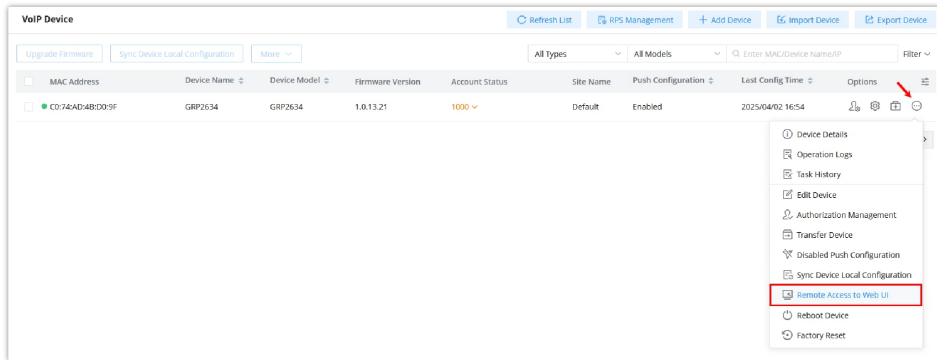 VoIP Device
Refresh List RPS Management Add Device Import Device Export Device
Upgrade Firmware Sync Device Local Configuration More All Types All Models Enter MAC/Device Name/IP Filter
MAC Address Device Name Device Model Firmware Version Account Status Site Name Push Configuration Last Config Time Options
C0:74:AD:4B:D0:9F GRP2634 GRP2634 1.0.13.21 1000 Default Enabled 2025/04/02 16:54
Device Details
Operation Logs
Task History
Edit Device
Authorization Management
Transfer Device
Disabled Push Configuration
Sync Device Local Configuration
Remote Access to Web UI
Reboot Device
Factory Reset